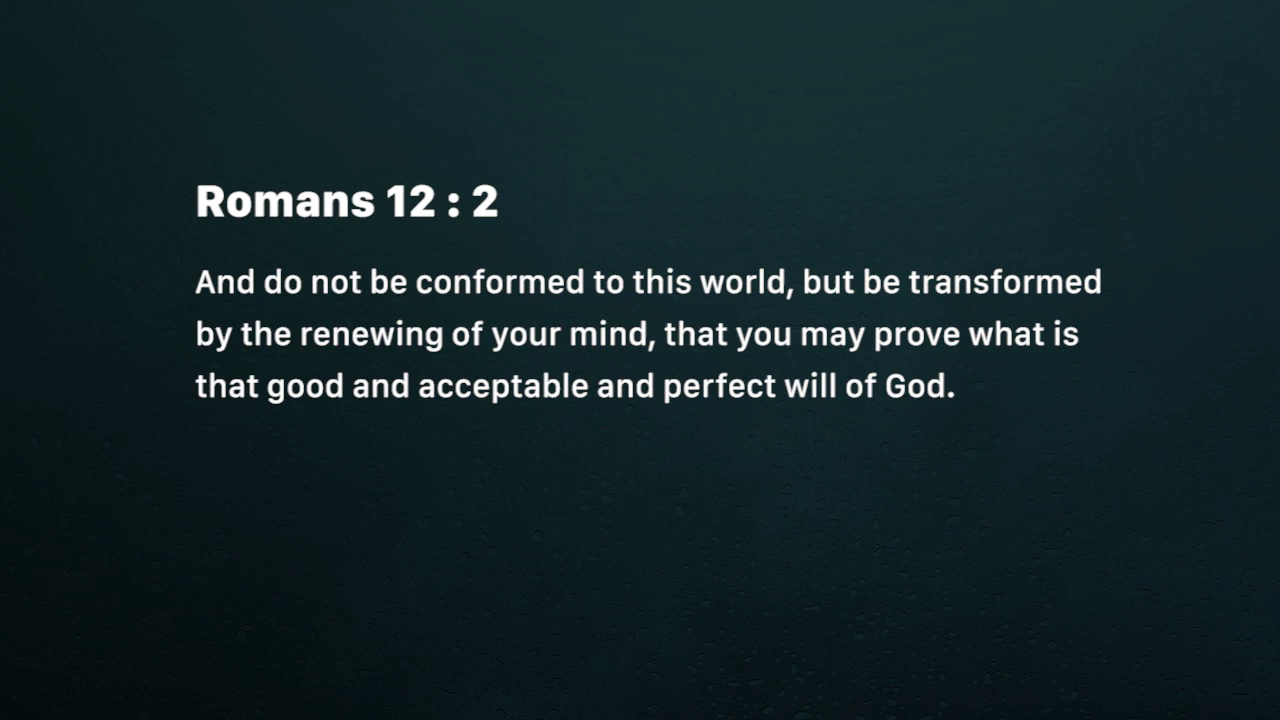 Romans 12 : 2
And do not be conformed to this world, but be transformed
by the renewing of your mind, that you may prove what is
that good and acceptable and perfect will of God.